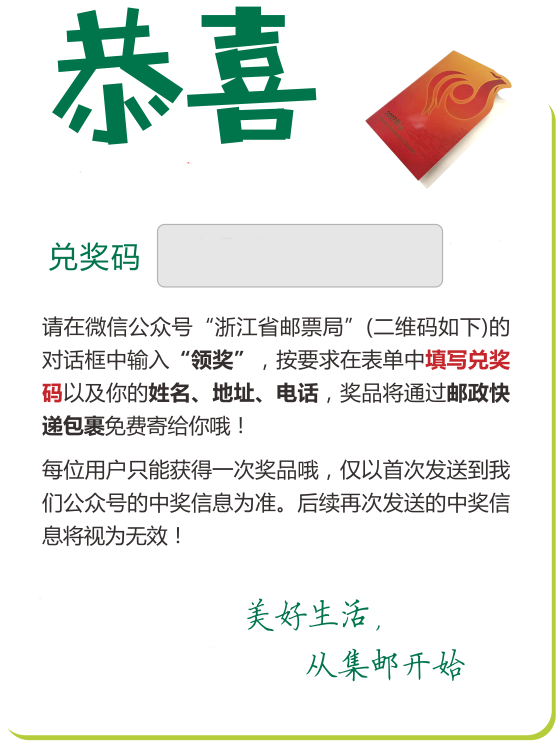 恭喜
兑奖码
请在微信公众号“浙江省邮票局”(二维码如下)的
对话框中输入“领奖”，按要求在表单中填写兑奖
码以及你的姓名、地址、电话，奖品将通过邮政快
递包裹免费寄给你哦！
每位用户只能获得一次奖品哦，仅以首次发送到我
们公众号的中奖信息为准。后续再次发送的中奖信
息将视为无效！
美好生活，
从集邮开始